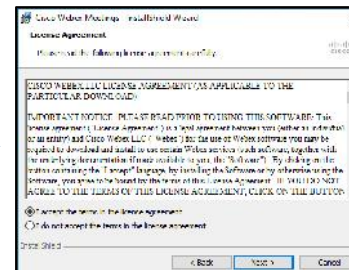 Cisco Webex Meetings - InstallShield Wizard
License Agreement
Please read the following license agreement carefully.
CISCO WEBEX LLC LICENSE AGREEMENT (AS APPLICABLE TO THE
PARTICULAR DOWNLOAD)
IMPORTANT NOTICE - PLEASE READ PRIOR TO USING THIS SOFTWARE: This
license agreement ("License Agreement") is a legal agreement between you (either an individual
or an entity) and Cisco Webex LLC ("Webex") for the use of Webex software you may be
required to download and install to use certain Webex services (such software, together with
the underlying documentation if made available to you, the "Software"). By clicking on the
button containing the "I accept" language, by installing the Software or by otherwise using the
Software, you agree to be bound by the terms of this License Agreement. IF YOU DO NOT
AGREE TO THE TERMS OF THIS LICENSE AGREEMENT, CLICK ON THE BUTTON
I accept the terms in the license agreement
I do not accept the terms in the license agreement
InstallShield
< Back
Next >
Cancel